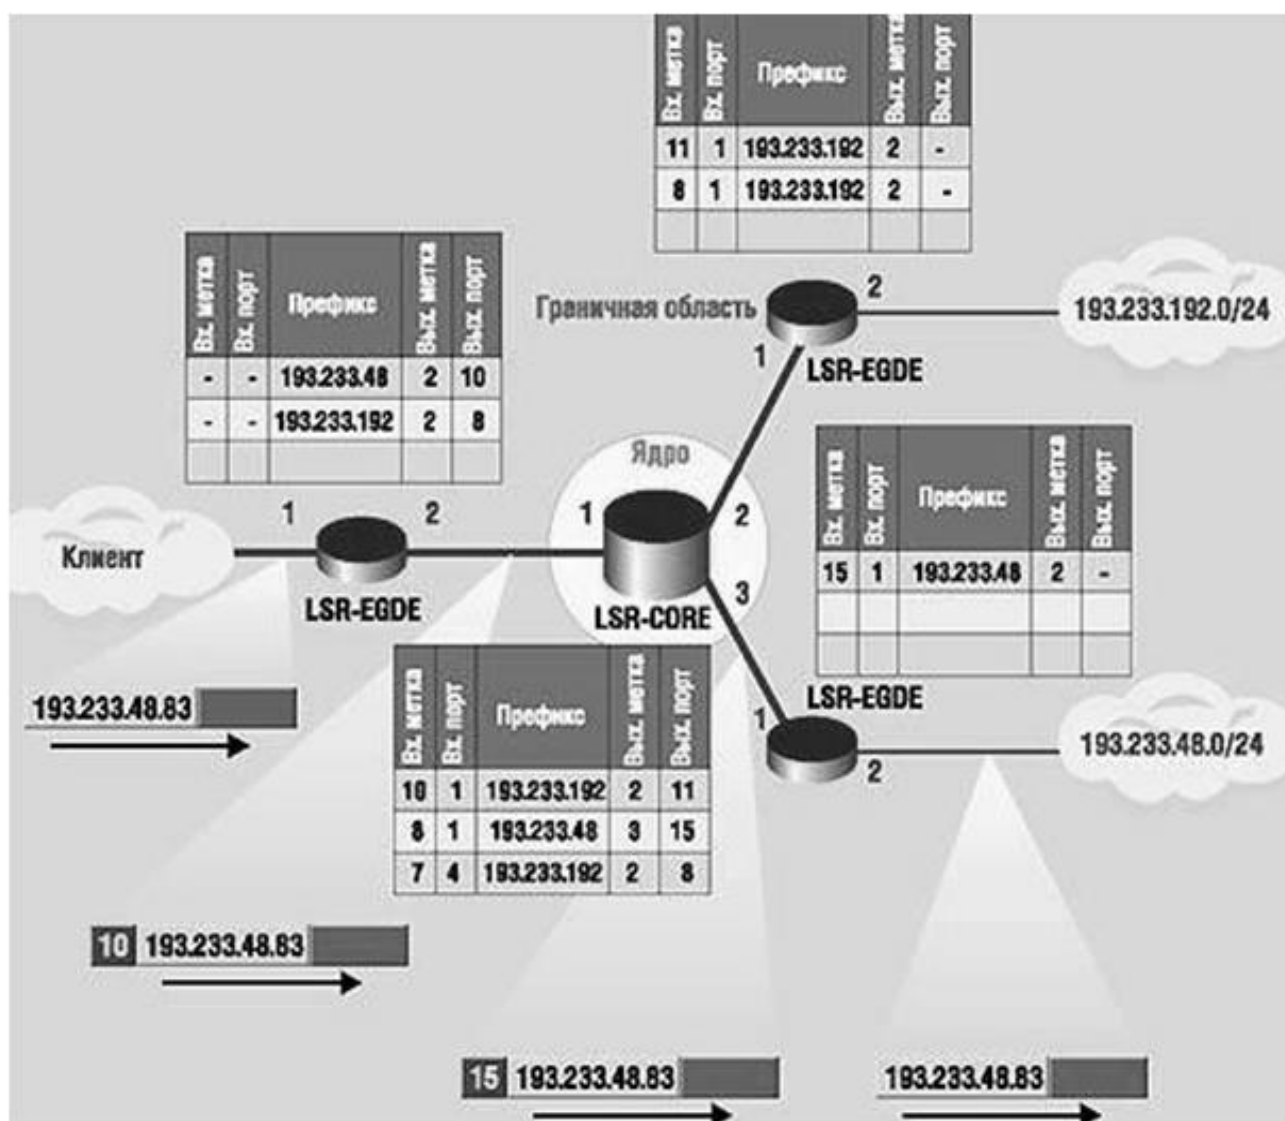 Вх. метка Вх. порт Префикс Вых. метка Вых. порт
11 1 193.233.192 2 -
8 1 193.233.192 2 -
Вх. метка Вх. порт Префикс Вых. метка Вых. порт
- - 193.233.48 2 10
- - 193.233.192 2 8
Граничная область
2
1
LSR-EGDE
193.233.192.0/24
Ядро
Клиент
1
2
LSR-EGDE
1
2
3
LSR-CORE
Вх. метка Вх. порт Префикс Вых. метка Вых. порт
15 1 193.233.48 2 -
LSR-EGDE
1
2
193.233.48.0/24
193.233.48.83
Вх. метка Вх. порт Префикс Вых. метка Вых. порт
10 1 193.233.192 2 11
8 1 193.233.48 3 15
7 4 193.233.192 2 8
10 193.233.48.83
15 193.233.48.83
193.233.48.83